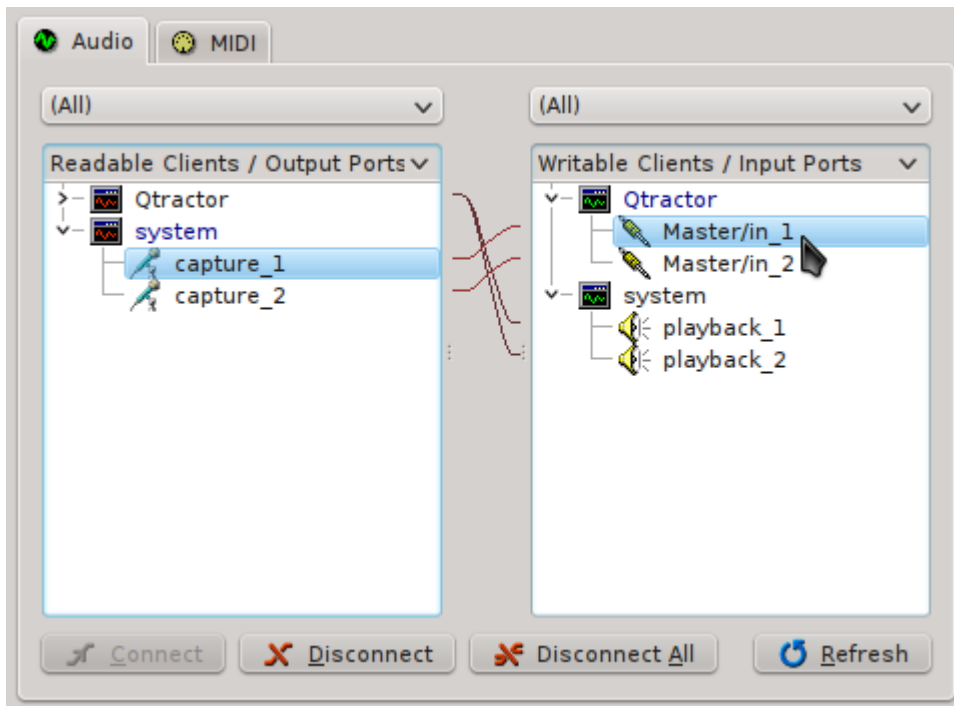 Audio MIDI
(All) (All)
Readable Clients / Output Ports Writable Clients / Input Ports
Qtractor Qtractor
system Master/in_1
capture_1 Master/in_2
capture_2 system
playback_1
playback_2
Connect Disconnect Disconnect All Refresh